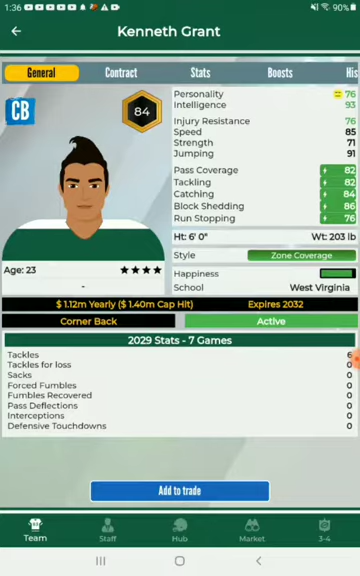 1:36
90%
Kenneth Grant
General Contract Stats Boosts His
CB
84
Personality 76
Intelligence 93
Injury Resistance 76
Speed 85
Strength 71
Jumping 91
Pass Coverage 82
Tackling 82
Catching 84
Block Shedding 86
Run Stopping 76
Ht: 6' 0" Wt: 203 lb
Style Zone Coverage
Age: 23
-
Happiness
School West Virginia
$ 1.12m Yearly ($ 1.40m Cap Hit) Expires 2032
Corner Back Active
2029 Stats - 7 Games
Tackles 6
Tackles for loss 0
Sacks 0
Forced Fumbles 0
Fumbles Recovered 0
Pass Deflections 0
Interceptions 0
Defensive Touchdowns 0
Add to trade
Team Staff Hub Market 3-4